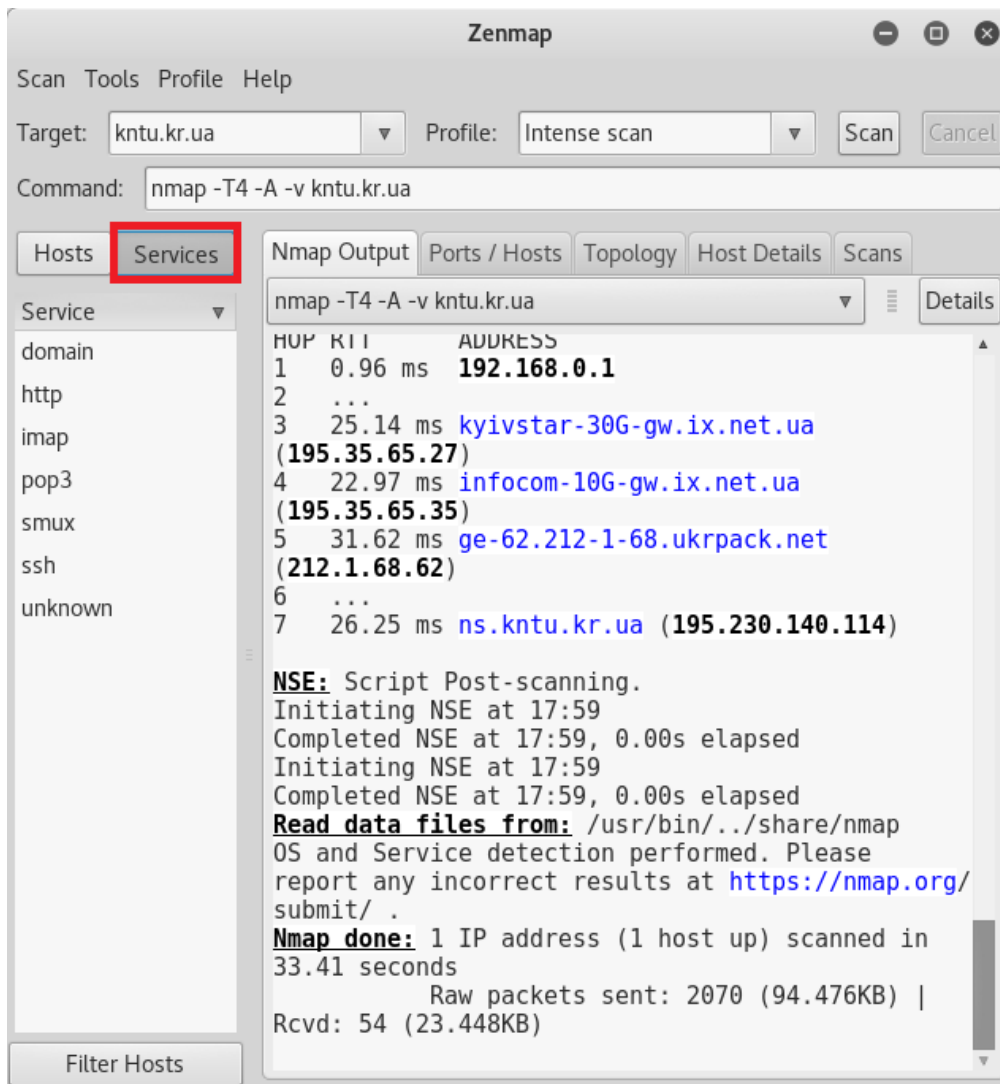 Zenmap
Scan Tools Profile Help
Target: kntu.kr.ua Profile: Intense scan Scan Cancel
Command: nmap -T4 -A -v kntu.kr.ua
Hosts Services
Nmap Output Ports / Hosts Topology Host Details Scans
nmap -T4 -A -v kntu.kr.ua Details
Service
domain
http
imap
pop3
smux
ssh
unknown
HOP RTT ADDRESS
1 0.96 ms 192.168.0.1
2 ...
3 25.14 ms kyivstar-30G-gw.ix.net.ua
(195.35.65.27)
4 22.97 ms infocom-10G-gw.ix.net.ua
(195.35.65.35)
5 31.62 ms ge-62.212-1-68.ukrpack.net
(212.1.68.62)
6 ...
7 26.25 ms ns.kntu.kr.ua (195.230.140.114)
NSE: Script Post-scanning.
Initiating NSE at 17:59
Completed NSE at 17:59, 0.00s elapsed
Initiating NSE at 17:59
Completed NSE at 17:59, 0.00s elapsed
Read data files from: /usr/bin/../share/nmap
OS and Service detection performed. Please
report any incorrect results at https://nmap.org/
submit/ .
Nmap done: 1 IP address (1 host up) scanned in
33.41 seconds
Raw packets sent: 2070 (94.476KB) |
Rcvd: 54 (23.448KB)
Filter Hosts